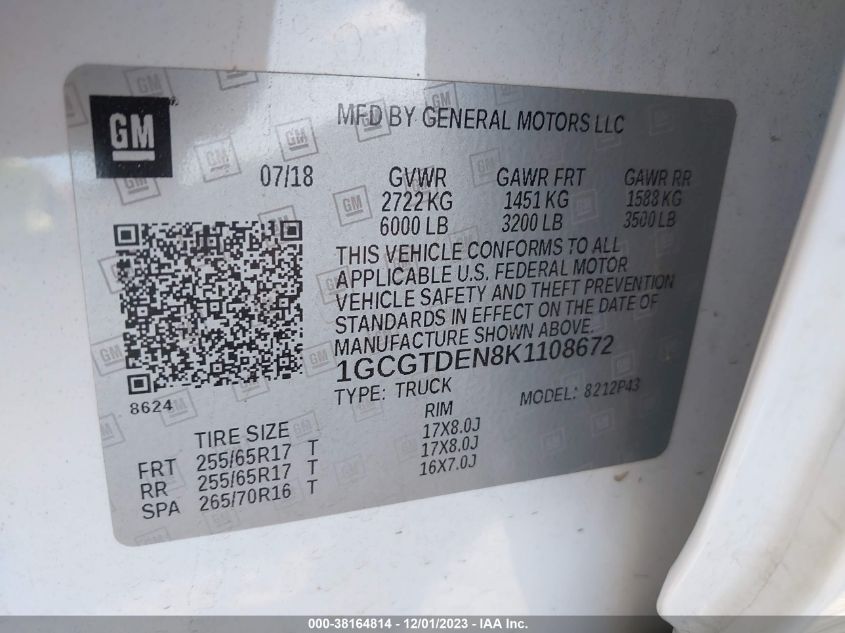 GM
MFD BY GENERAL MOTORS LLC
07/18 GVWR GAWR FRT GAWR RR
2722 KG 1451 KG 1588 KG
6000 LB 3200 LB 3500 LB
THIS VEHICLE CONFORMS TO ALL
APPLICABLE U.S. FEDERAL MOTOR
VEHICLE SAFETY AND THEFT PREVENTION
STANDARDS IN EFFECT ON THE DATE OF
MANUFACTURE SHOWN ABOVE.
1GCGTDEN8K1108672
8624
TYPE: TRUCK MODEL: 8212P43
TIRE SIZE RIM
FRT 255/65R17 T 17X8.0J
RR 255/65R17 T 17X8.0J
SPA 265/70R16 T 16X7.0J
000-38164814 - 12/01/2023 - IAA Inc.